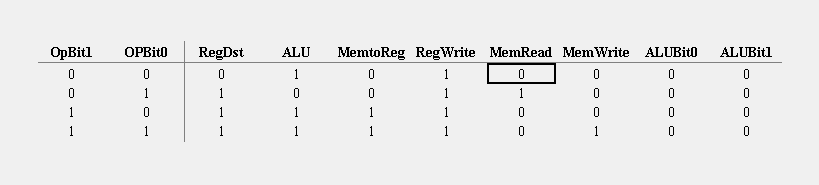 OpBit1 OPBit0 RegDst ALU MemtoReg RegWrite MemRead MemWrite ALUBit0 ALUBit1
0 0 0 1 0 1 0 0 0 0
0 1 1 0 0 1 1 0 0 0
1 0 1 1 1 1 0 0 0 0
1 1 1 1 1 1 0 1 0 0